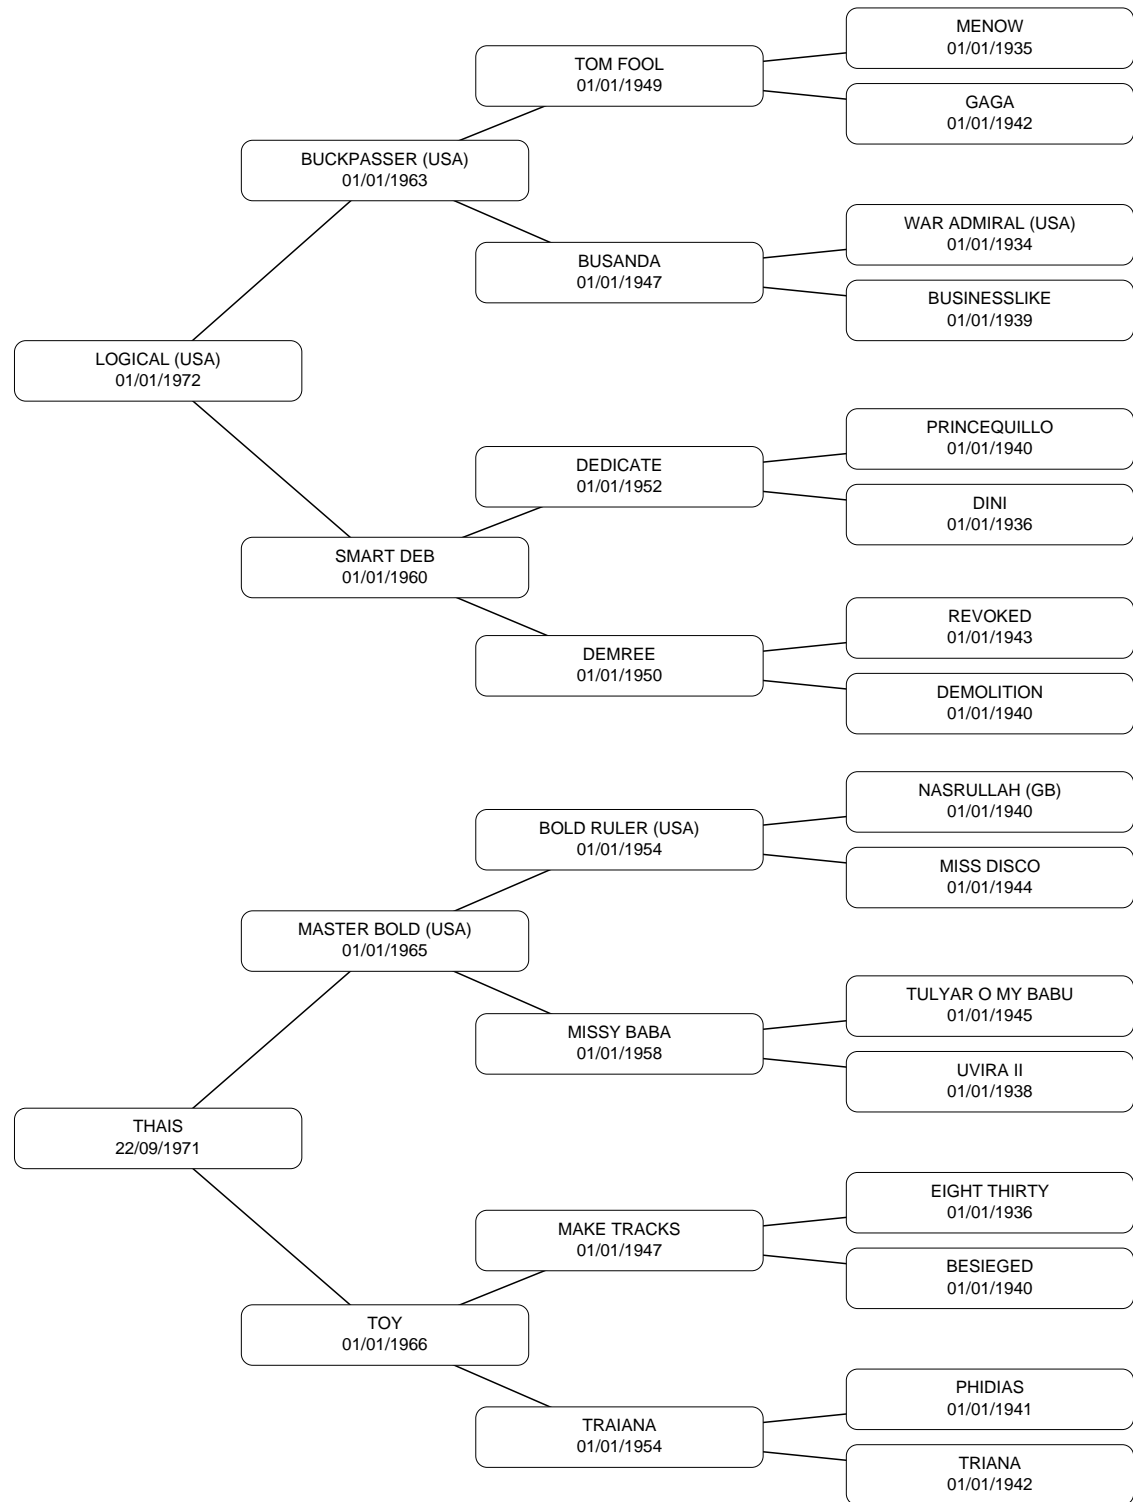 MENOW
01/01/1935
TOM FOOL
01/01/1949
GAGA
01/01/1942
BUCKPASSER (USA)
01/01/1963
WAR ADMIRAL (USA)
01/01/1934
BUSANDA
01/01/1947
BUSINESSLIKE
01/01/1939
LOGICAL (USA)
01/01/1972
PRINCEQUILLO
01/01/1940
DEDICATE
01/01/1952
DINI
01/01/1936
SMART DEB
01/01/1960
REVOKED
01/01/1943
DEMREE
01/01/1950
DEMOLITION
01/01/1940
NASRULLAH (GB)
01/01/1940
BOLD RULER (USA)
01/01/1954
MISS DISCO
01/01/1944
MASTER BOLD (USA)
01/01/1965
TULYAR O MY BABU
01/01/1945
MISSY BABA
01/01/1958
UVIRA II
01/01/1938
THAIS
22/09/1971
EIGHT THIRTY
01/01/1936
MAKE TRACKS
01/01/1947
BESIEGED
01/01/1940
TOY
01/01/1966
PHIDIAS
01/01/1941
TRAIANA
01/01/1954
TRIANA
01/01/1942